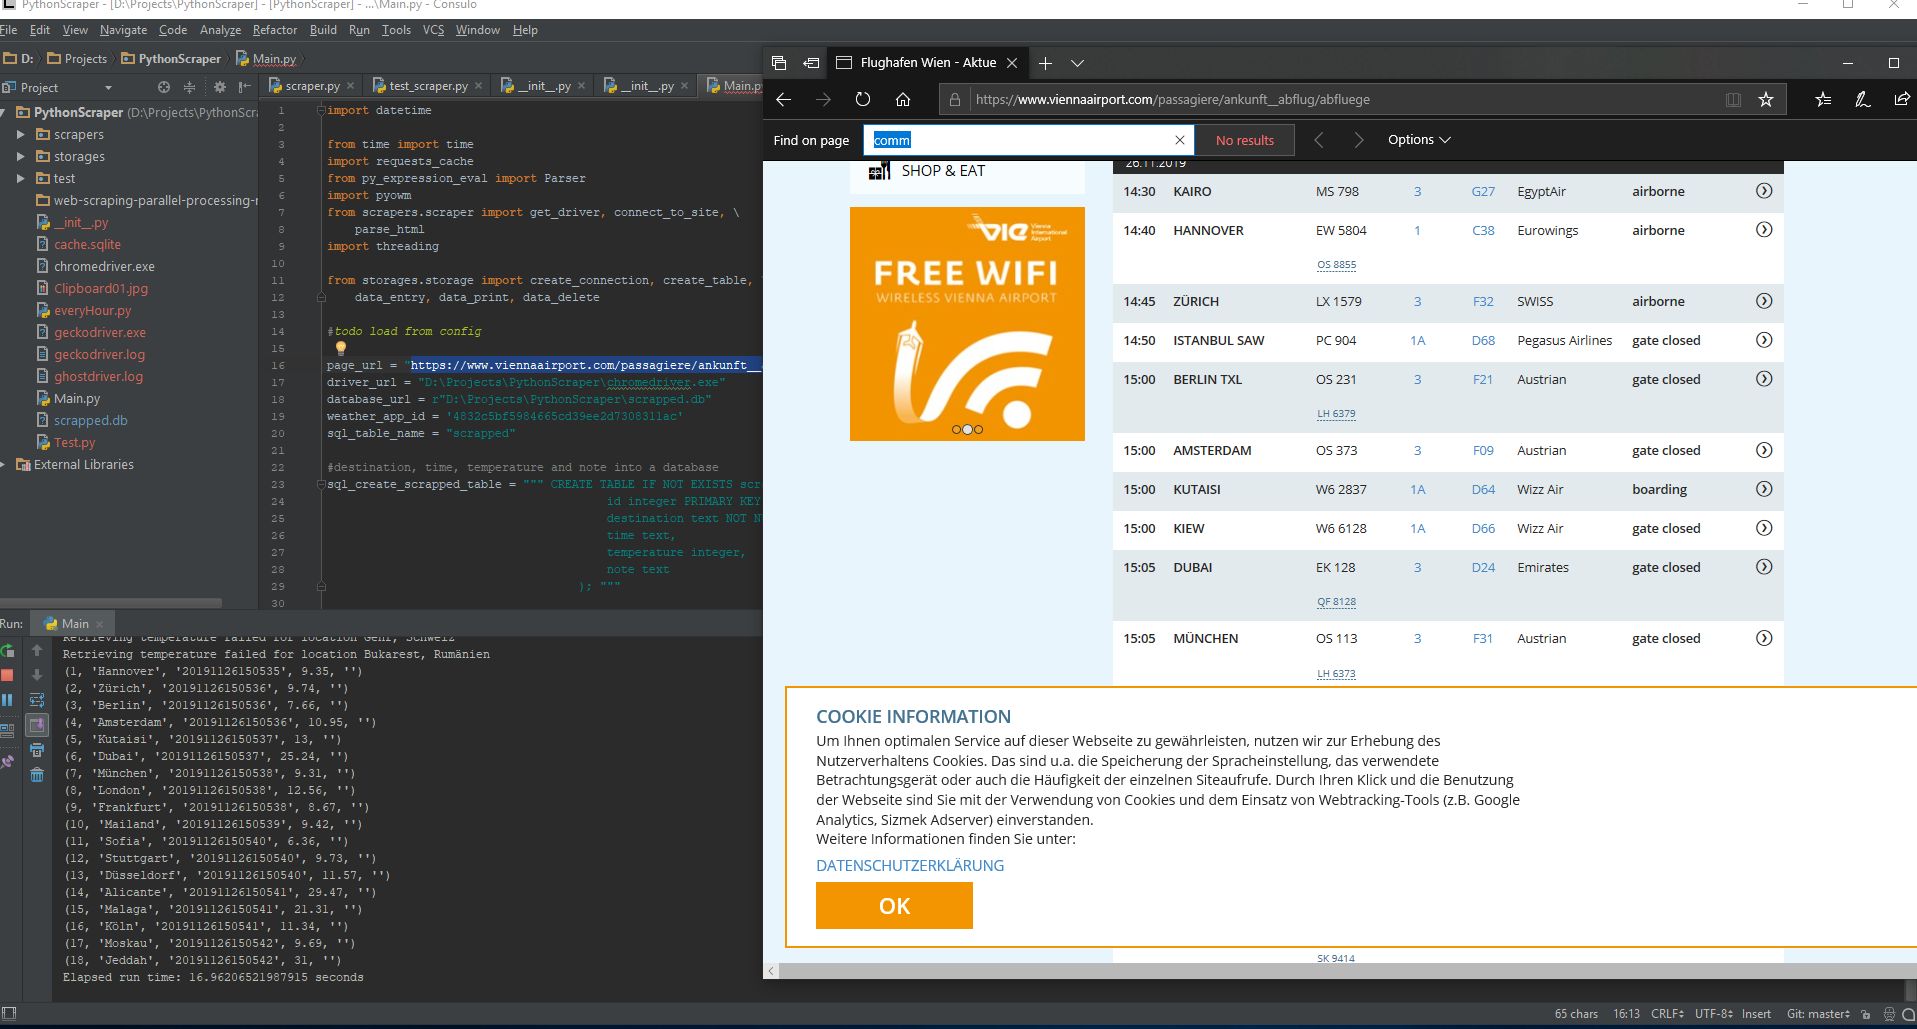 PythonScraper - [D:\Projects\PythonScraper] - [PythonScraper] - ...\Main.py - Consulo
File Edit View Navigate Code Analyze Refactor Build Run Tools VCS Window Help
D: Projects PythonScraper Main.py
Project
scraper.py test_scraper.py __init__.py __init__.py Main.py
PythonScraper (D:\Projects\PythonScra
scrapers
storages
test
web-scraping-parallel-processing-r
__init__.py
cache.sqlite
chromedriver.exe
Clipboard01.jpg
everyHour.py
geckodriver.exe
geckodriver.log
ghostdriver.log
Main.py
scrapped.db
Test.py
External Libraries
1 import datetime
2
3 from time import time
4 import requests_cache
5 from py_expression_eval import Parser
6 import pyowm
7 from scrapers.scraper import get_driver, connect_to_site, \
8 parse_html
9 import threading
10
11 from storages.storage import create_connection, create_table, \
12 data_entry, data_print, data_delete
13
14 #todo load from config
15
16 page_url = "https://www.viennaairport.com/passagiere/ankunft__
17 driver_url = "D:\Projects\PythonScraper\chromedriver.exe"
18 database_url = r"D:\Projects\PythonScraper\scrapped.db"
19 weather_app_id = '4832c5bf5984665cd39ee2d7308311ac'
20 sql_table_name = "scrapped"
21
22 #destination, time, temperature and note into a database
23 sql_create_scrapped_table = """ CREATE TABLE IF NOT EXISTS scr
24 id integer PRIMARY KEY
25 destination text NOT N
26 time text,
27 temperature integer,
28 note text
29 ); """
30
Run: Main
Retrieving temperature failed for location Genf, Schweiz
Retrieving temperature failed for location Bukarest, Rumänien
(1, 'Hannover', '20191126150535', 9.35, '')
(2, 'Zürich', '20191126150536', 9.74, '')
(3, 'Berlin', '20191126150536', 7.66, '')
(4, 'Amsterdam', '20191126150536', 10.95, '')
(5, 'Kutaisi', '20191126150537', 13, '')
(6, 'Dubai', '20191126150537', 25.24, '')
(7, 'München', '20191126150538', 9.31, '')
(8, 'London', '20191126150538', 12.56, '')
(9, 'Frankfurt', '20191126150538', 8.67, '')
(10, 'Mailand', '20191126150539', 9.42, '')
(11, 'Sofia', '20191126150540', 6.36, '')
(12, 'Stuttgart', '20191126150540', 9.73, '')
(13, 'Düsseldorf', '20191126150540', 11.57, '')
(14, 'Alicante', '20191126150541', 29.47, '')
(15, 'Malaga', '20191126150541', 21.31, '')
(16, 'Köln', '20191126150541', 11.34, '')
(17, 'Moskau', '20191126150542', 9.69, '')
(18, 'Jeddah', '20191126150542', 31, '')
Elapsed run time: 16.96206521987915 seconds
Flughafen Wien - Aktue
https://www.viennaairport.com/passagiere/ankunft__abflug/abfluege
Find on page comm No results Options
SHOP & EAT
VIE Vienna International Airport
FREE WIFI
WIRELESS VIENNA AIRPORT
26.11.2019
14:30 KAIRO MS 798 3 G27 EgyptAir airborne
14:40 HANNOVER EW 5804 1 C38 Eurowings airborne
OS 8855
14:45 ZÜRICH LX 1579 3 F32 SWISS airborne
14:50 ISTANBUL SAW PC 904 1A D68 Pegasus Airlines gate closed
15:00 BERLIN TXL OS 231 3 F21 Austrian gate closed
LH 6379
15:00 AMSTERDAM OS 373 3 F09 Austrian gate closed
15:00 KUTAISI W6 2837 1A D64 Wizz Air boarding
15:00 KIEW W6 6128 1A D66 Wizz Air gate closed
15:05 DUBAI EK 128 3 D24 Emirates gate closed
QF 8128
15:05 MÜNCHEN OS 113 3 F31 Austrian gate closed
LH 6373
COOKIE INFORMATION
Um Ihnen optimalen Service auf dieser Webseite zu gewährleisten, nutzen wir zur Erhebung des
Nutzerverhaltens Cookies. Das sind u.a. die Speicherung der Spracheinstellung, das verwendete
Betrachtungsgerät oder auch die Häufigkeit der einzelnen Siteaufrufe. Durch Ihren Klick und die Benutzung
der Webseite sind Sie mit der Verwendung von Cookies und dem Einsatz von Webtracking-Tools (z.B. Google
Analytics, Sizmek Adserver) einverstanden.
Weitere Informationen finden Sie unter:
DATENSCHUTZERKLÄRUNG
OK
SK 9414
65 chars 16:13 CRLF UTF-8 Insert Git: master